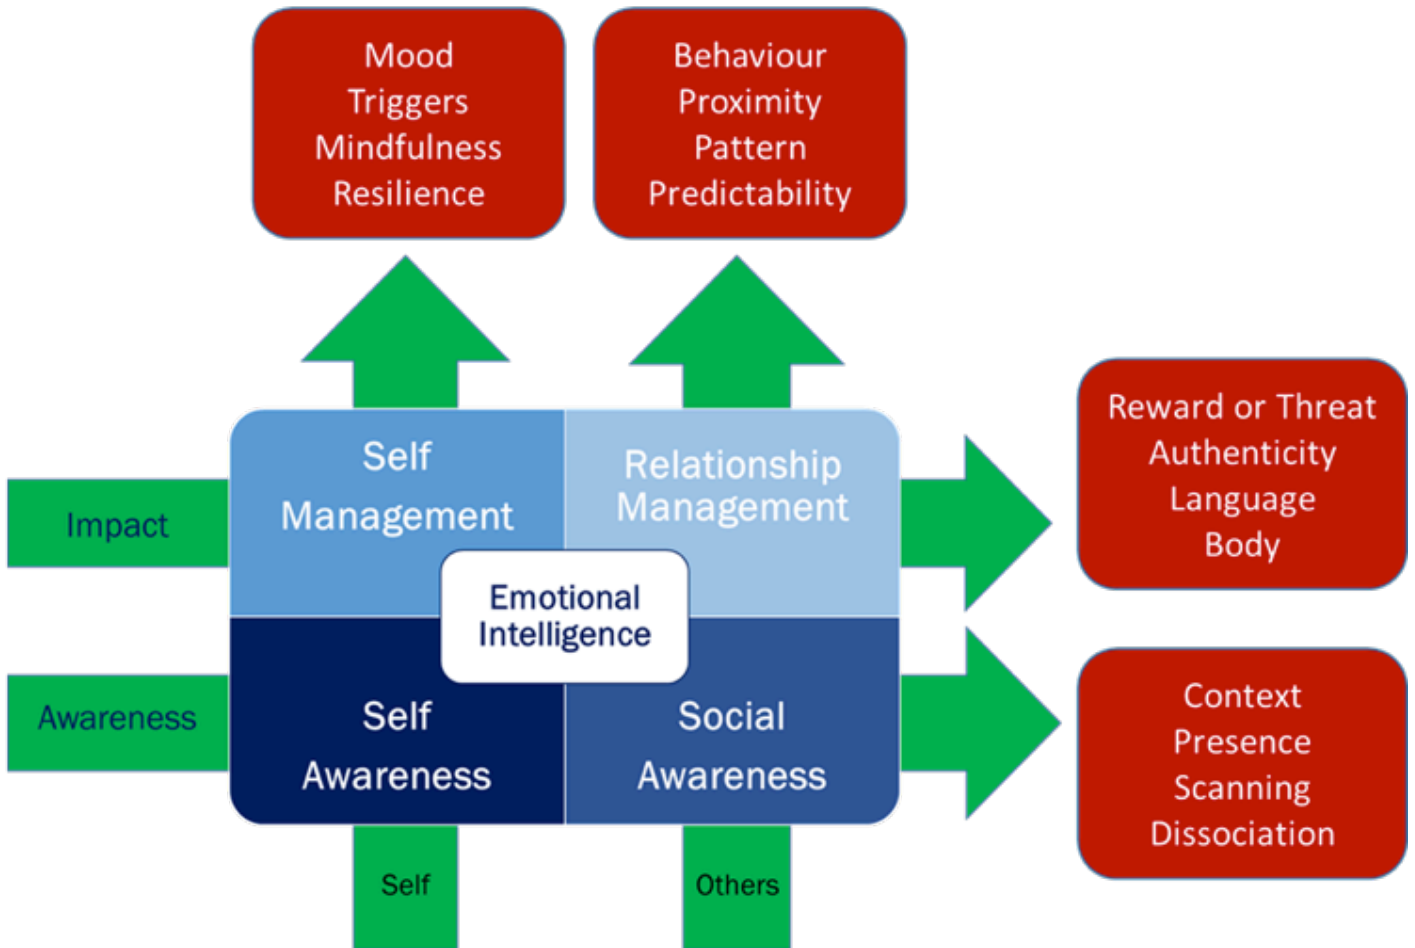 Mood
Triggers
Mindfulness
Resilience
Behaviour
Proximity
Pattern
Predictability
Reward or Threat
Authenticity
Language
Body
Self
Management
Relationship
Management
Impact
Emotional
Intelligence
Awareness
Self
Awareness
Social
Awareness
Context
Presence
Scanning
Dissociation
Self
Others